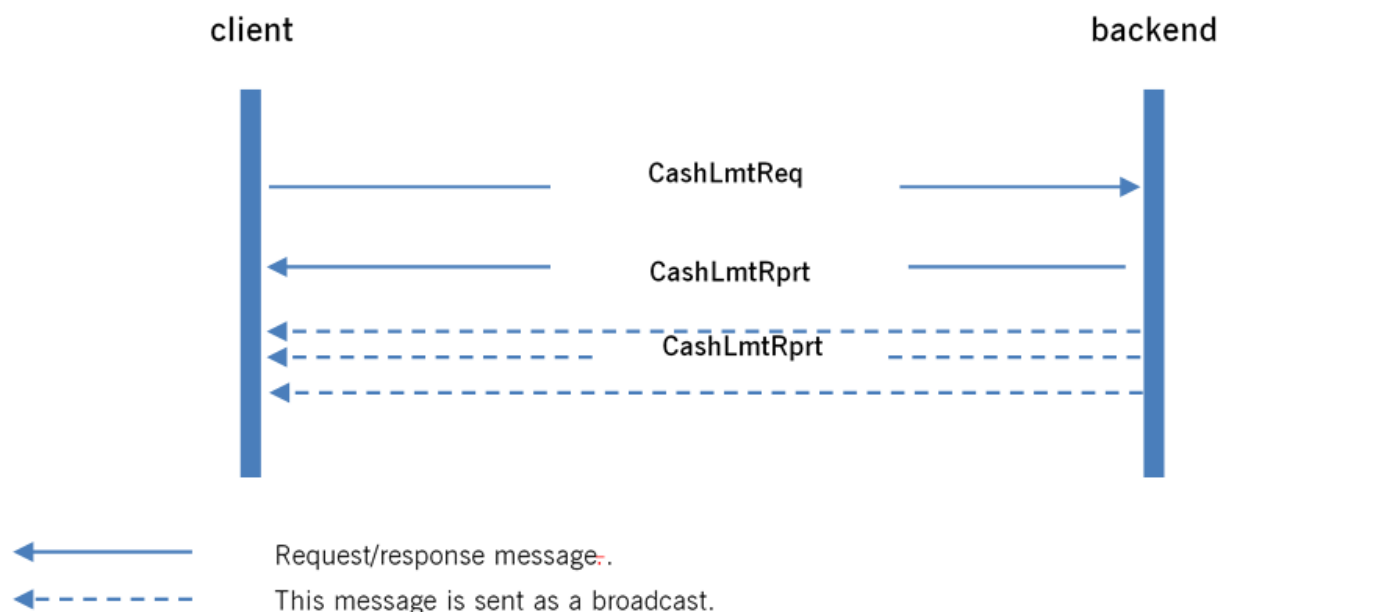 client
backend
CashLmtReq
CashLmtRprt
CashLmtRprt
Request/response message..
This message is sent as a broadcast.